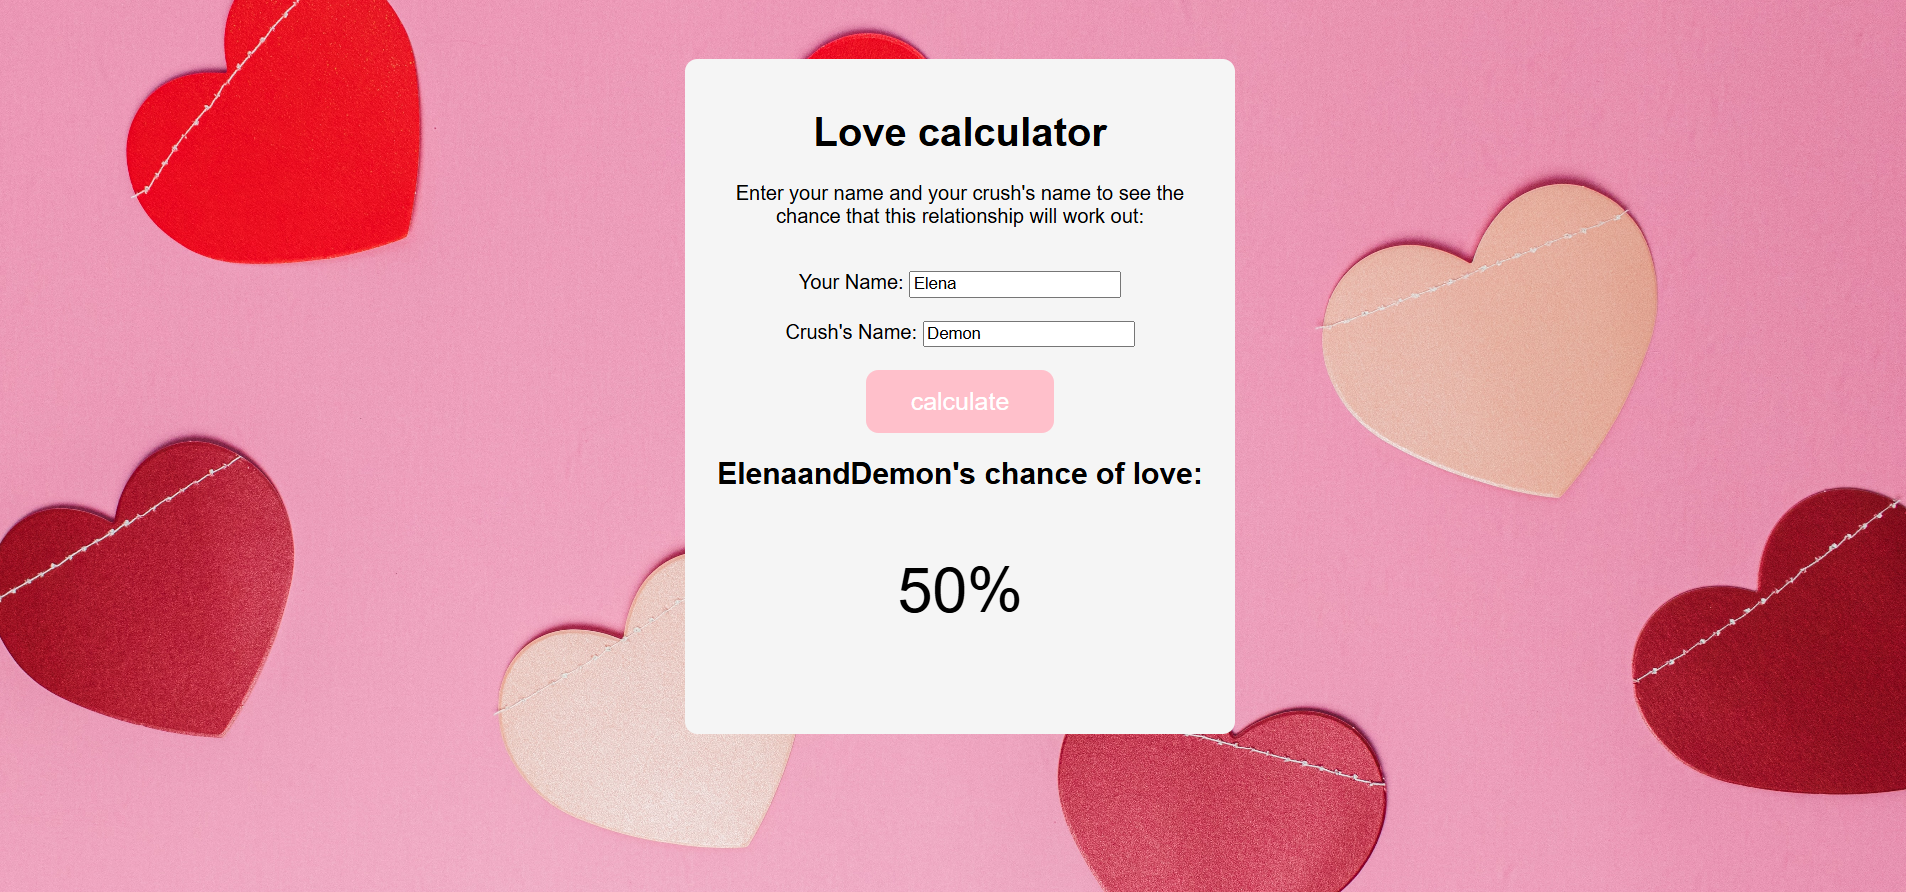 Love calculator
Enter your name and your crush's name to see the
chance that this relationship will work out:
Your Name: Elena
Crush's Name: Demon
calculate
ElenaandDemon's chance of love:
50%